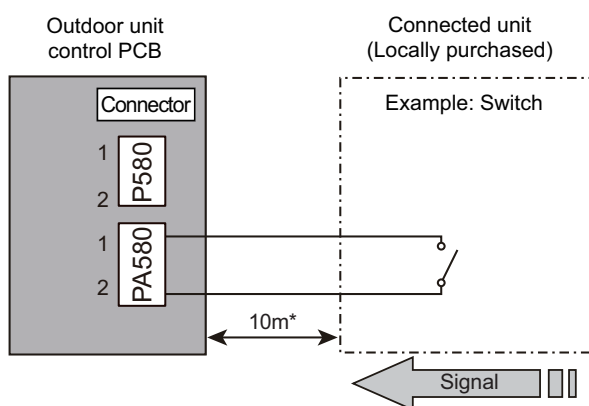 Outdoor unit
control PCB
Connected unit
(Locally purchased)
Connector
Example: Switch
1
P580
2
1
PA580
2
10m*
Signal